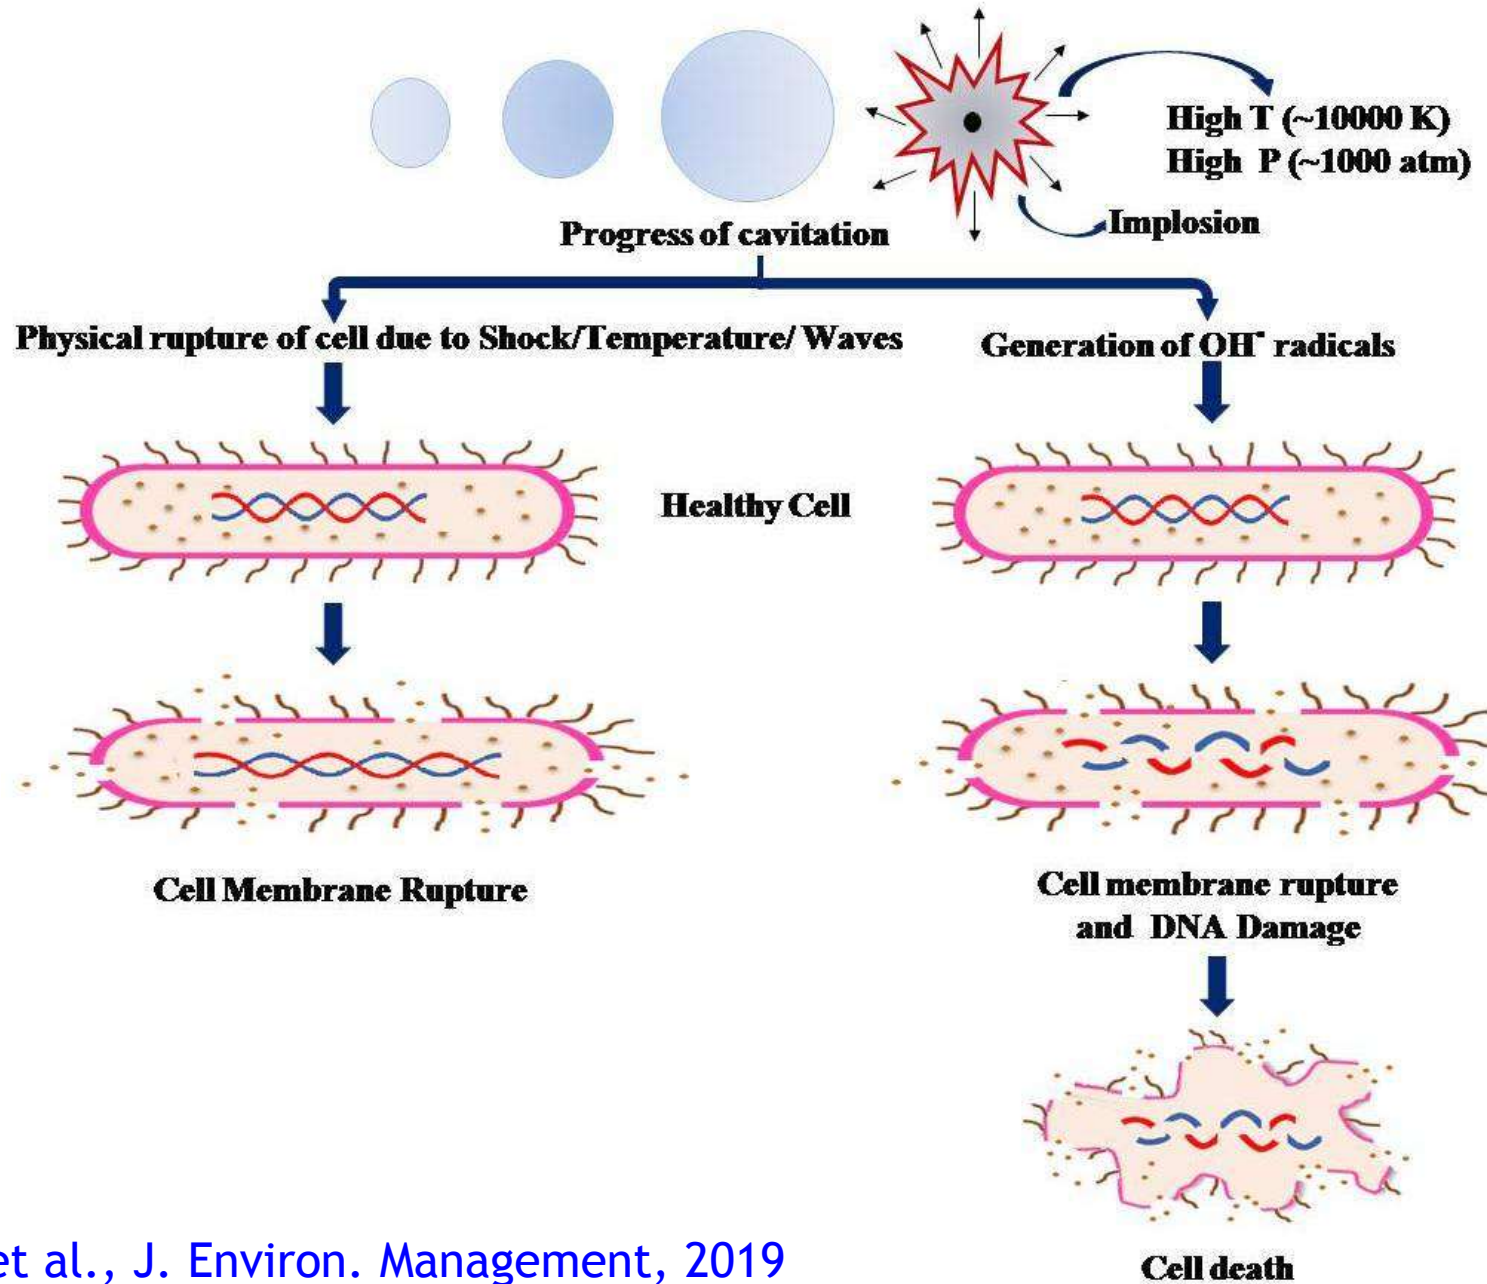 High T (~10000 K)
High P (~1000 atm)
Implosion
Progress of cavitation
Physical rupture of cell due to Shock/Temperature/ Waves
Generation of OH• radicals
Healthy Cell
Cell Membrane Rupture
Cell membrane rupture
and DNA Damage
Cell death
et al., J. Environ. Management, 2019